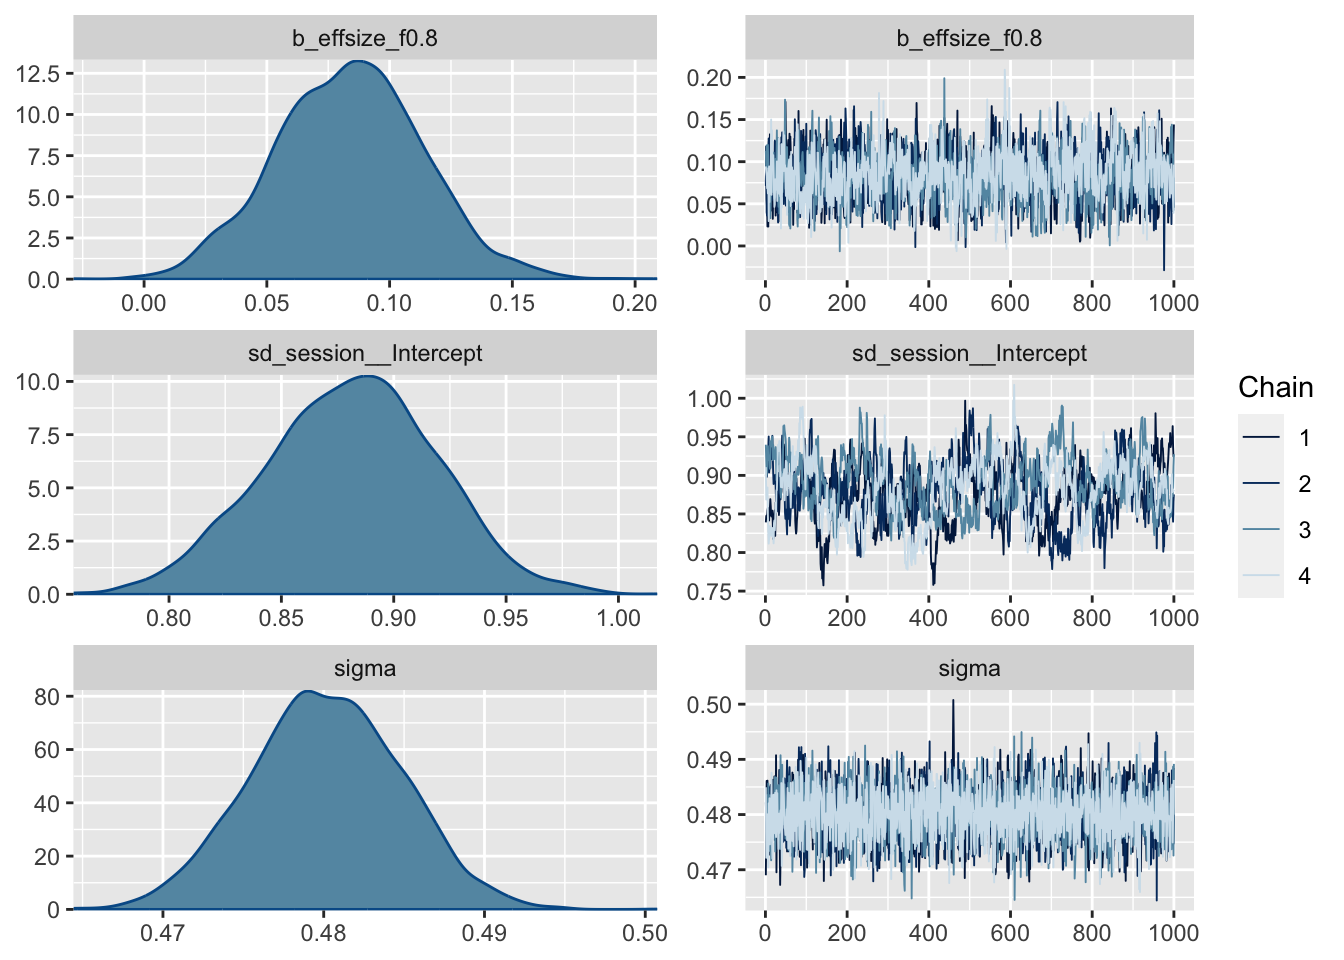 b_effsize_f0.8
12.5
10.0
7.5
5.0
2.5
0.0
0.00 0.05 0.10 0.15 0.20
b_effsize_f0.8
0.20
0.15
0.10
0.05
0.00
0 200 400 600 800 1000
sd_session__Intercept
10.0
7.5
5.0
2.5
0.0
0.80 0.85 0.90 0.95 1.00
sd_session__Intercept
1.00
0.95
0.90
0.85
0.80
0.75
0 200 400 600 800 1000
sigma
80
60
40
20
0
0.47 0.48 0.49 0.50
sigma
0.50
0.49
0.48
0.47
0 200 400 600 800 1000
Chain
1
2
3
4